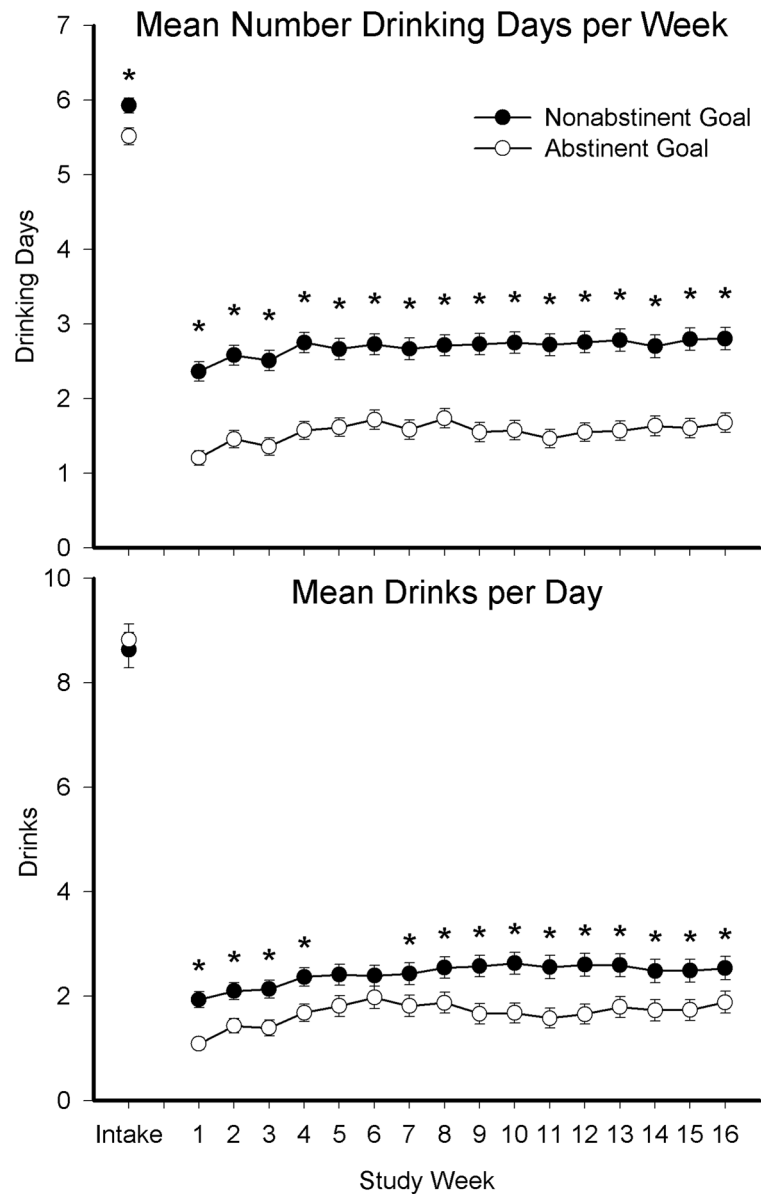 Mean Number Drinking Days per Week
7
6
5
4
3
2
1
0
Drinking Days
*
Nonabstinent Goal
Abstinent Goal
* * * * * * * * * * * * * * * *
Mean Drinks per Day
10
8
6
4
2
0
Drinks
* * * * * * * * * * * * * *
Intake 1 2 3 4 5 6 7 8 9 10 11 12 13 14 15 16
Study Week